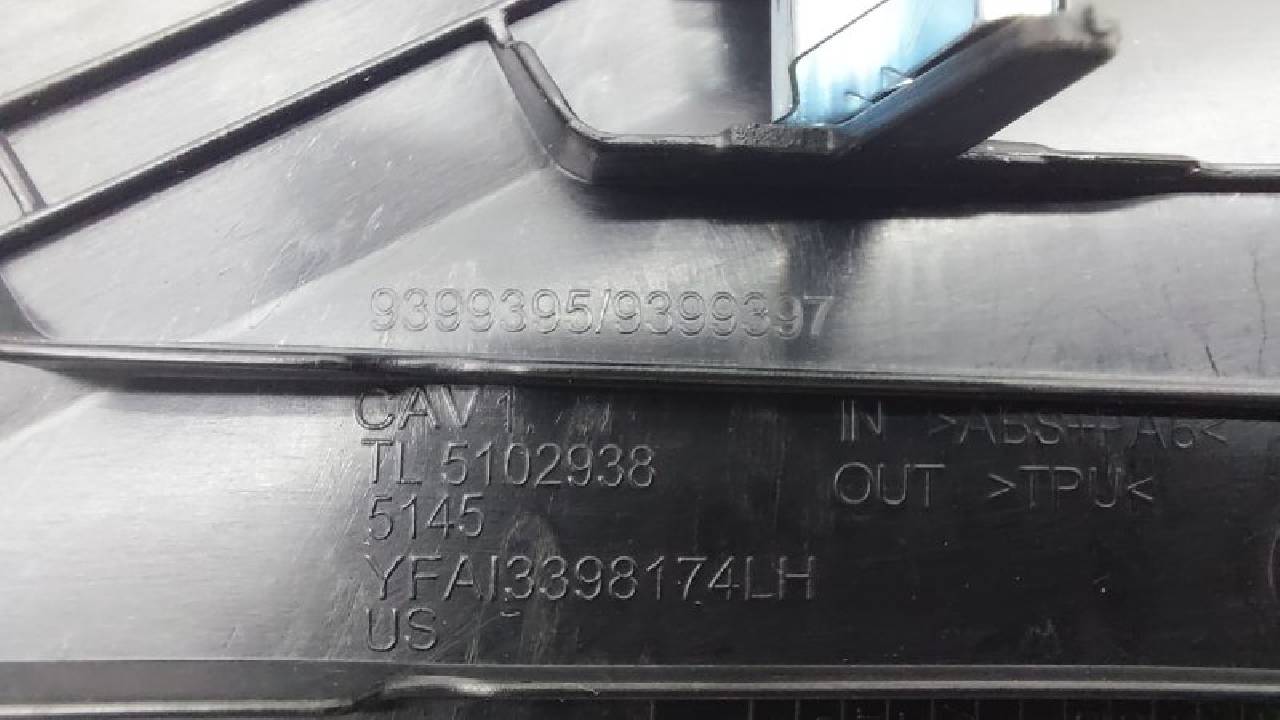 9399395/9399397
CAV 1
IN >ABS+PA6<
TL 5102938
OUT >TPU<
5145
YFAI3398174LH
US